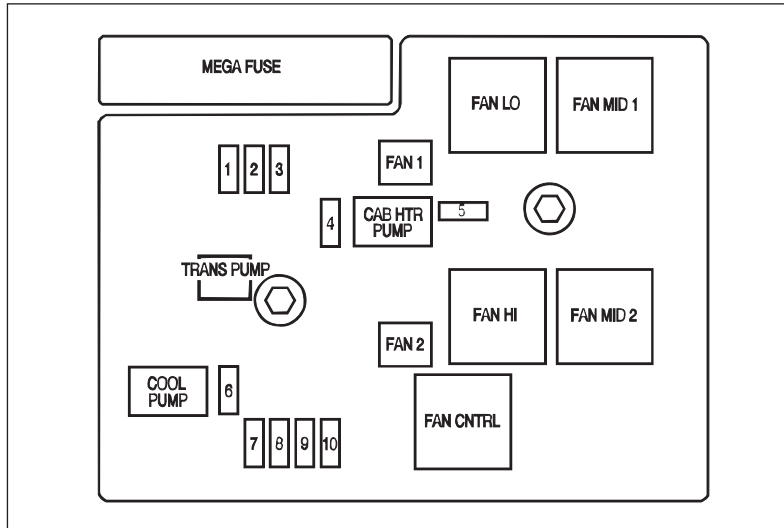 MEGA FUSE
FAN LO
FAN MID 1
1
2
3
FAN 1
4
CAB HTR
PUMP
5
TRANS PUMP
FAN HI
FAN MID 2
FAN 2
COOL
PUMP
6
FAN CNTRL
7
8
9
10